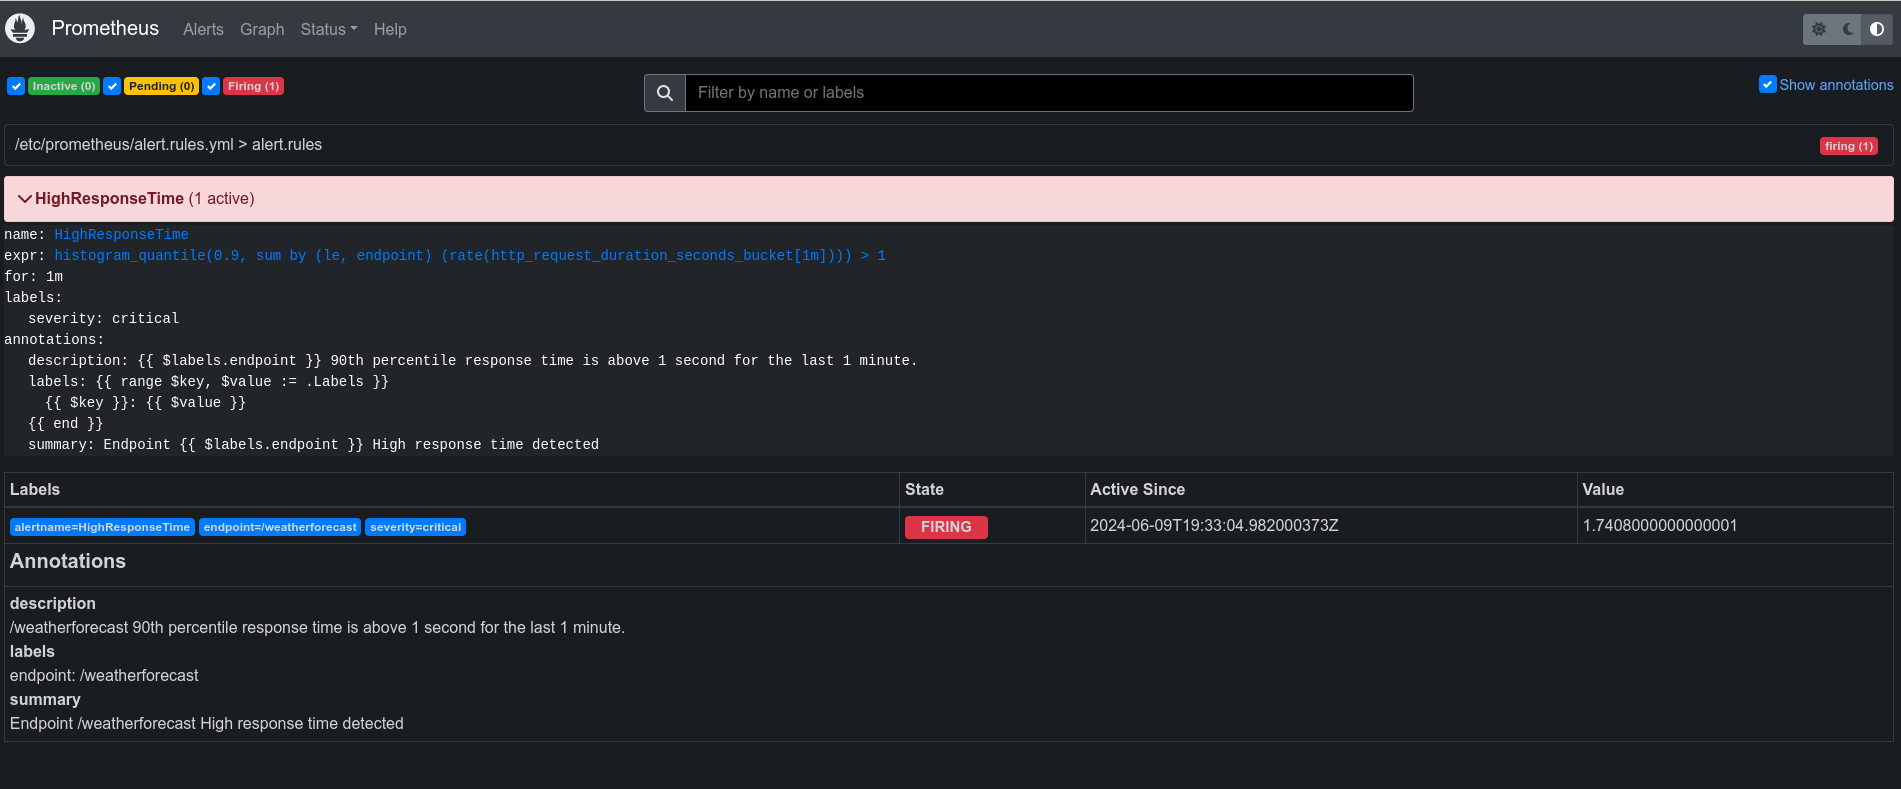 Prometheus Alerts Graph Status Help
Inactive (0) Pending (0) Firing (1)
Filter by name or labels
Show annotations
/etc/prometheus/alert.rules.yml > alert.rules
firing (1)
HighResponseTime (1 active)
name: HighResponseTime
expr: histogram_quantile(0.9, sum by (le, endpoint) (rate(http_request_duration_seconds_bucket[1m]))) > 1
for: 1m
labels:
severity: critical
annotations:
description: {{ $labels.endpoint }} 90th percentile response time is above 1 second for the last 1 minute.
labels: {{ range $key, $value := .Labels }}
{{ $key }}: {{ $value }}
{{ end }}
summary: Endpoint {{ $labels.endpoint }} High response time detected
Labels State Active Since Value
alertname=HighResponseTime endpoint=/weatherforecast severity=critical FIRING 2024-06-09T19:33:04.982000373Z 1.7408000000000001
Annotations
description
/weatherforecast 90th percentile response time is above 1 second for the last 1 minute.
labels
endpoint: /weatherforecast
summary
Endpoint /weatherforecast High response time detected